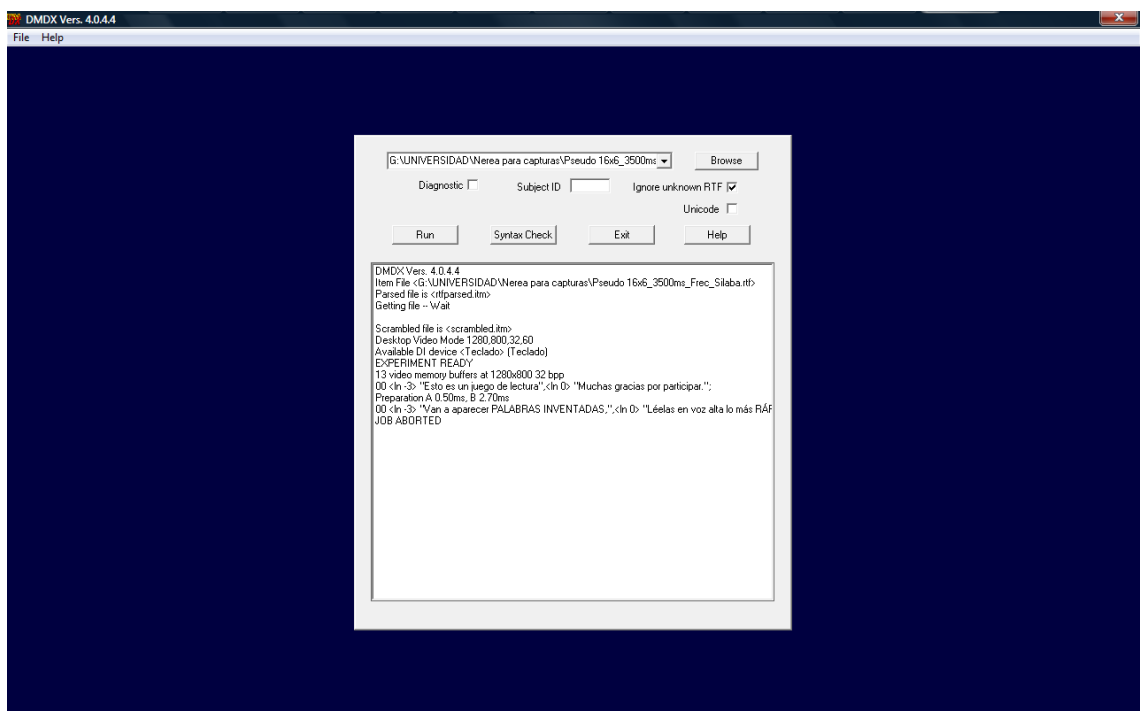 DMDX Vers. 4.0.4.4
File Help
G:\UNIVERSIDAD\Nerea para capturas\Pseudo 16x6_3500ms
Browse
Diagnostic
Subject ID
Ignore unknown RTF
Unicode
Run
Syntax Check
Exit
Help
DMDX Vers. 4.0.4.4
Item File <G:\UNIVERSIDAD\Nerea para capturas\Pseudo 16x6_3500ms_Frec_Silaba.rtf>
Parsed file is <rtfparsed.itm>
Getting file -- Wait
Scrambled file is <scrambled.itm>
Desktop Video Mode 1280,800,32,60
Available DI device <Teclado> (Teclado)
EXPERIMENT READY
13 video memory buffers at 1280x800 32 bpp
00 <ln -3> "Esto es un juego de lectura",<ln 0> "Muchas gracias por participar.";
Preparation A 0.50ms, B 2.70ms
00 <ln -3> "Van a aparecer PALABRAS INVENTADAS,",<ln 0> "Léelas en voz alta lo más
JOB ABORTED